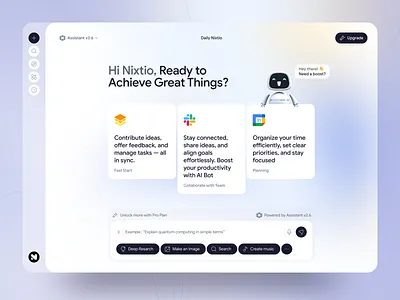 Assistant v2.6
Daily Nixtio
Upgrade
Hi Nixtio, Ready to
Achieve Great Things?
Hey there! 👋
Need a boost?
Contribute ideas,
offer feedback, and
manage tasks — all
in sync.
Fast Start
Stay connected,
share ideas, and
align goals
effortlessly. Boost
your productivity
with AI Bot
Collaborate with Team
Organize your time
efficiently, set clear
priorities, and stay
focused
Planning
Unlock more with Pro Plan
Powered by Assistant v2.6
Example: "Explain quantum computing in simple terms"
Deep Resarch
Make an Image
Search
Create music